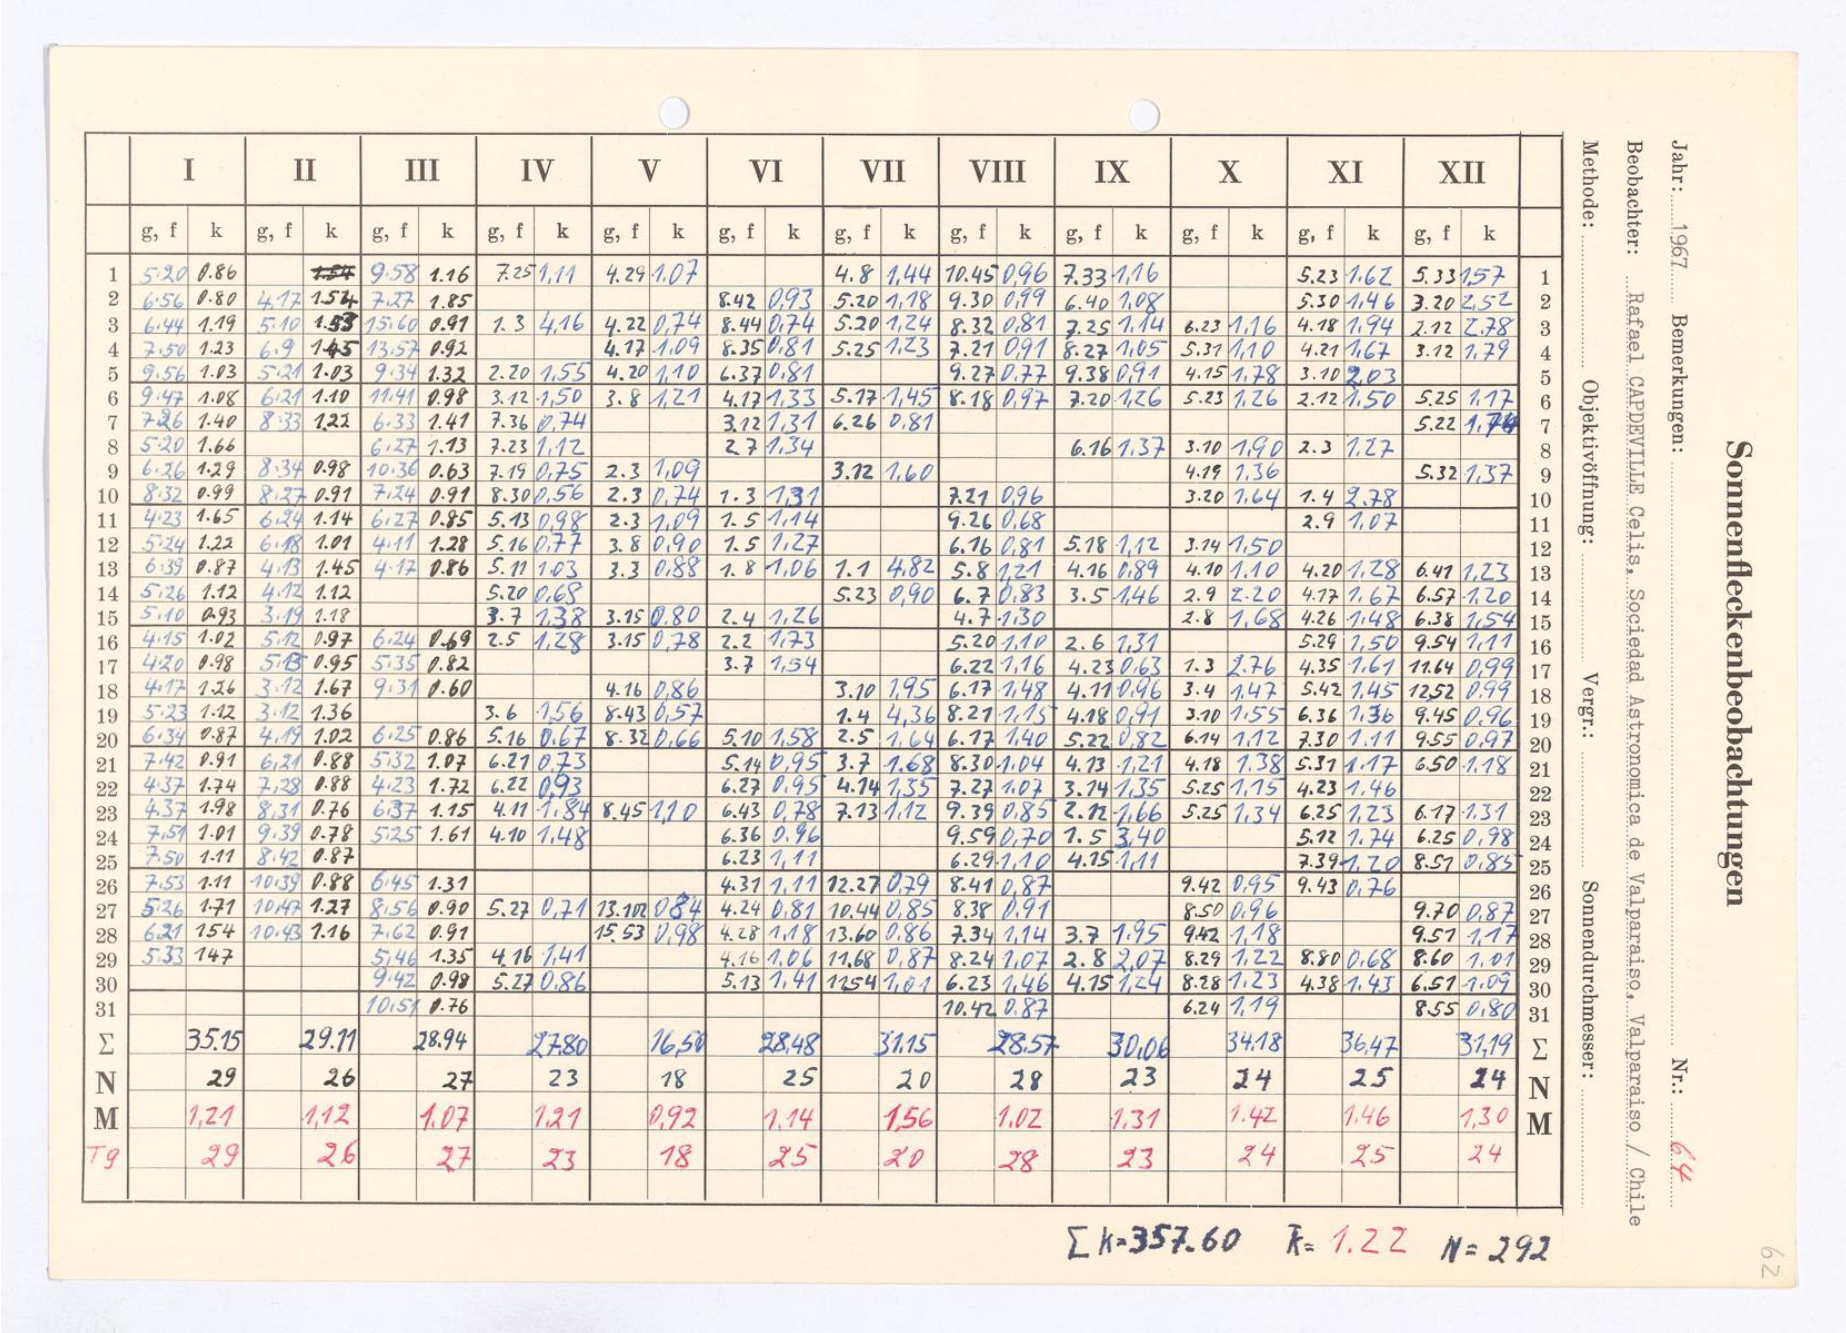 Sonnenfleckenbeobachtungen
Jahr: 1967 Bemerkungen: Nr.: 64
Beobachter: Rafael CAPDEVILLE Celis, Sociedad Astronomica de Valparaiso, Valparaiso / Chile
Methode: Objektivöffnung: Vergr.: Sonnendurchmesser:
I II III IV V VI VII VIII IX X XI XII
g, f k g, f k g, f k g, f k g, f k g, f k g, f k g, f k g, f k g, f k g, f k g, f k
1 5.20 0.86 9.58 1.16 7.25 1,11 4.29 1.07 4.8 1,44 10.45 0,96 7.33 1,16 5.23 1.62 5.33 1,57 1
2 6.56 0.80 4.17 1.54 7.27 1.85 8.42 0,93 5.20 1,18 9.30 0,99 6.40 1,08 5.30 1,46 3.20 2,52 2
3 6.44 1.19 5.10 1.53 15.60 0.91 1.3 4,16 4.22 0,74 8.44 0,74 5.20 1,24 8.32 0,81 7.25 1,14 6.23 1,16 4.18 1,94 2.12 2.78 3
4 7.50 1.23 6.9 1.45 13.57 0.92 4.17 1.09 8.35 0,81 5.25 1,23 7.21 0,91 8.27 1,05 5.31 1,10 4.21 1,67 3.12 1,79 4
5 9.56 1.03 5.21 1.03 9.34 1.32 2.20 1,55 4.20 1,10 6.37 0,81 9.27 0,77 9.38 0,91 4.15 1,78 3.10 2,03 5
6 9.47 1.08 6.21 1.10 11.41 0.98 3.12 1,50 3.8 1,21 4.17 1,33 5.17 1,45 8.18 0,97 7.20 1,26 5.23 1.26 2.12 1,50 5.25 1.17 6
7 7.26 1.40 8.33 1.22 6.33 1.41 7.36 0,74 3.12 1,31 6.26 0,81 5.22 7
8 5.20 1.66 6.27 1.13 7.23 1,12 2.7 1,34 6.16 1,37 3.10 1,90 2.3 1,27 8
9 6.26 1.29 8.34 0.98 10.36 0.63 7.19 0,75 2.3 1,09 3.12 1,60 4.19 1,36 5.32 1,37 9
10 8.32 0.99 8.27 0.91 7.24 0.91 8.30 0,56 2.3 0,74 1.3 1,31 7.21 0,96 3.20 1,64 1.4 2.78 10
11 4.23 1.65 6.24 1.14 6.27 0.85 5.13 0,98 2.3 1,09 1.5 1,14 9.26 0,68 2.9 1,07 11
12 5.24 1.22 6.18 1.01 4.11 1.28 5.16 0,77 3.8 0,90 1.5 1,27 6.16 0,81 5.18 1,12 3.14 1,50 12
13 6.39 0.87 4.13 1.45 4.17 0.86 5.11 1.03 3.3 0,88 1.8 1,06 1.1 4,82 5.8 1,21 4.16 0,89 4.10 1,10 4.20 1,28 6.41 1,23 13
14 5.26 1.12 4.12 1.12 5.20 0,68 5.23 0,90 6.7 0,83 3.5 1,46 2.9 2.20 4.17 1,67 6.57 1,20 14
15 5.10 0.93 3.19 1.18 3.7 1,38 3.15 0.80 2.4 1,26 4.7 1,30 2.8 1,68 4.26 1,48 6.38 1,54 15
16 4.15 1.02 5.12 0.97 6.24 0.69 2.5 1,28 3.15 0,78 2.2 1,73 5.20 1,10 2.6 1,31 5.29 1,50 9.54 1,11 16
17 4.20 0.98 5.13 0.95 5.35 0.82 3.7 1,54 6.22 1,16 4.23 0,63 1.3 2.76 4.35 1,61 11.64 0,99 17
18 4.17 1.26 3.12 1.67 9.31 0.60 4.16 0,86 3.10 1,95 6.17 1,48 4.11 0,96 3.4 1,47 5.42 1,45 12.52 0,99 18
19 5.23 1.12 3.12 1.36 3.6 1,56 8.43 0,57 1.4 4,36 8.21 1,15 4.18 0,91 3.10 1.55 6.36 1,36 9.45 0,96 19
20 6.34 0.87 4.19 1.02 6.25 0.86 5.16 0,67 8.32 0,66 5.10 1,58 2.5 1,64 6.17 1,40 5.22 0,82 6.14 1,12 7.30 1.11 9.55 0,97 20
21 7.42 0.91 6.21 0.88 5.32 1.07 6.21 0,73 5.14 0,95 3.7 1.68 8.30 1.04 4.13 1,21 4.18 1,38 5.31 1.17 6.50 1.18 21
22 4.37 1.74 7.28 0.88 4.23 1.72 6.22 0,93 6.27 0,95 4.14 1,35 7.27 1,07 3.14 1,35 5.25 1,15 4.23 1,46 22
23 4.37 1.98 8.31 0.76 6.37 1.15 4.11 1.84 8.45 1,10 6.43 0,78 7.13 1,12 9.39 0,85 2.12 1,66 5.25 1,34 6.25 1,23 6.17 1.31 23
24 7.51 1.01 9.39 0.78 5.25 1.61 4.10 1,48 6.36 0,96 9.59 0,70 1.5 3,40 5.12 1,74 6.25 0,98 24
25 7.50 1.11 8.42 0.87 6.23 1,11 6.29 1,10 4.15 1,11 7.39 1,20 8.51 0,85 25
26 7.53 1.11 10.39 0.88 6.45 1.31 4.31 1,11 12.27 0,79 8.41 0,87 9.42 0,95 9.43 0,76 26
27 5.26 1.71 10.47 1.27 8.56 0.90 5.27 0,71 13.102 0,84 4.24 0,81 10.44 0,85 8.38 0.91 8.50 0,96 9.70 0,87 27
28 6.21 1.54 10.43 1.16 7.62 0.91 15.53 0,98 4.28 1,18 13.60 0,86 7.34 1,14 3.7 1.95 9.42 1,18 9.51 1,17 28
29 5.33 1.47 5.46 1.35 4.16 1,41 4.16 1.06 11.68 0,87 8.24 1,07 2.8 2,07 8.29 1,22 8.80 0,68 8.60 1.01 29
30 9.42 0.98 5.27 0,86 5.13 1,41 12.54 1,01 6.23 1,46 4.15 1,24 8.28 1,23 4.38 1,43 6.51 1.09 30
31 10.51 0.76 10.42 0.87 6.24 1,19 8.55 0,80 31
Σ 35.15 29.11 28.94 27.80 16,50 28,48 31.15 28.57 30,06 34.18 36,47 31,19 Σ
N 29 26 27 23 18 25 20 28 23 24 25 24 N
M 1,21 1,12 1.07 1.21 0,92 1.14 1,56 1.02 1.31 1.42 1.46 1,30 M
Tg 29 26 27 23 18 25 20 28 23 24 25 24
Σ k=357.60 k̄= 1.22 N = 292
62